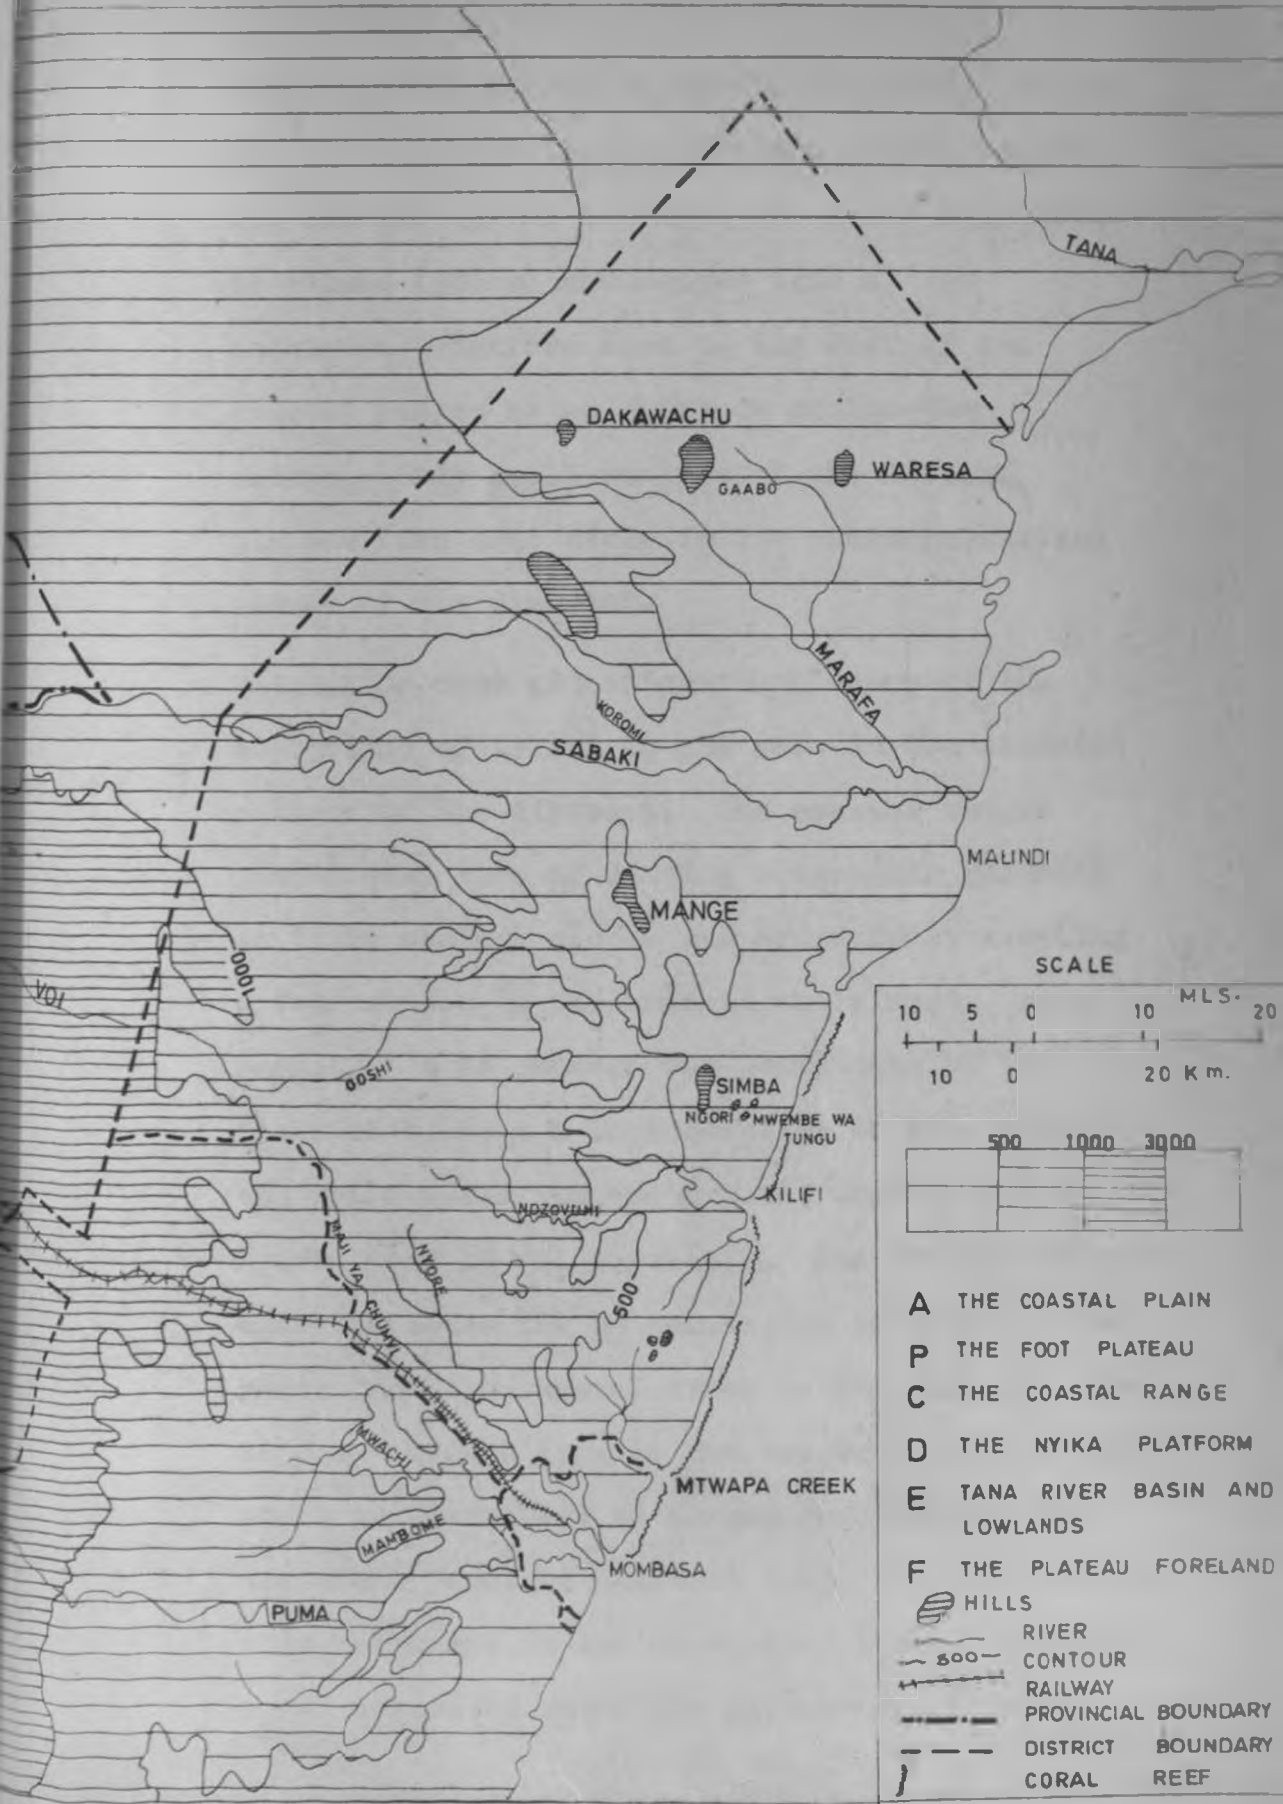 TANA
DAKAWACHU
GAABO
WARESA
MARAFA
KOROMI
SABAKI
MALINDI
MANGE
1000
VOI
GOSHI
SIMBA
NGORI
MWEMBE WA
TUNGU
KILIFI
NDZOVUNI
MAJI YA CHUMVI
NYORE
500
MWACHI
MTWAPA CREEK
MAMBOME
MOMBASA
PUMA
SCALE
MLS.
10 5 0 10 20
10 0 20 Km.
500 1000 3000
A THE COASTAL PLAIN
P THE FOOT PLATEAU
C THE COASTAL RANGE
D THE NYIKA PLATFORM
E TANA RIVER BASIN AND
LOWLANDS
F THE PLATEAU FORELAND
HILLS
RIVER
500 CONTOUR
RAILWAY
PROVINCIAL BOUNDARY
DISTRICT BOUNDARY
CORAL REEF